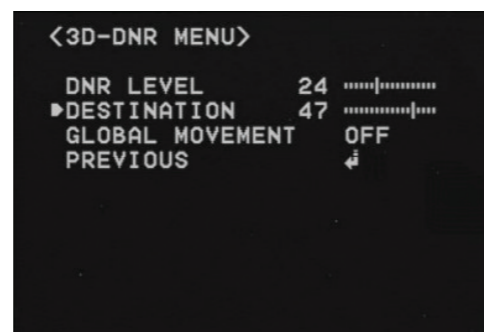 <3D-DNR MENU>
DNR LEVEL 24
DESTINATION 47
GLOBAL MOVEMENT OFF
PREVIOUS